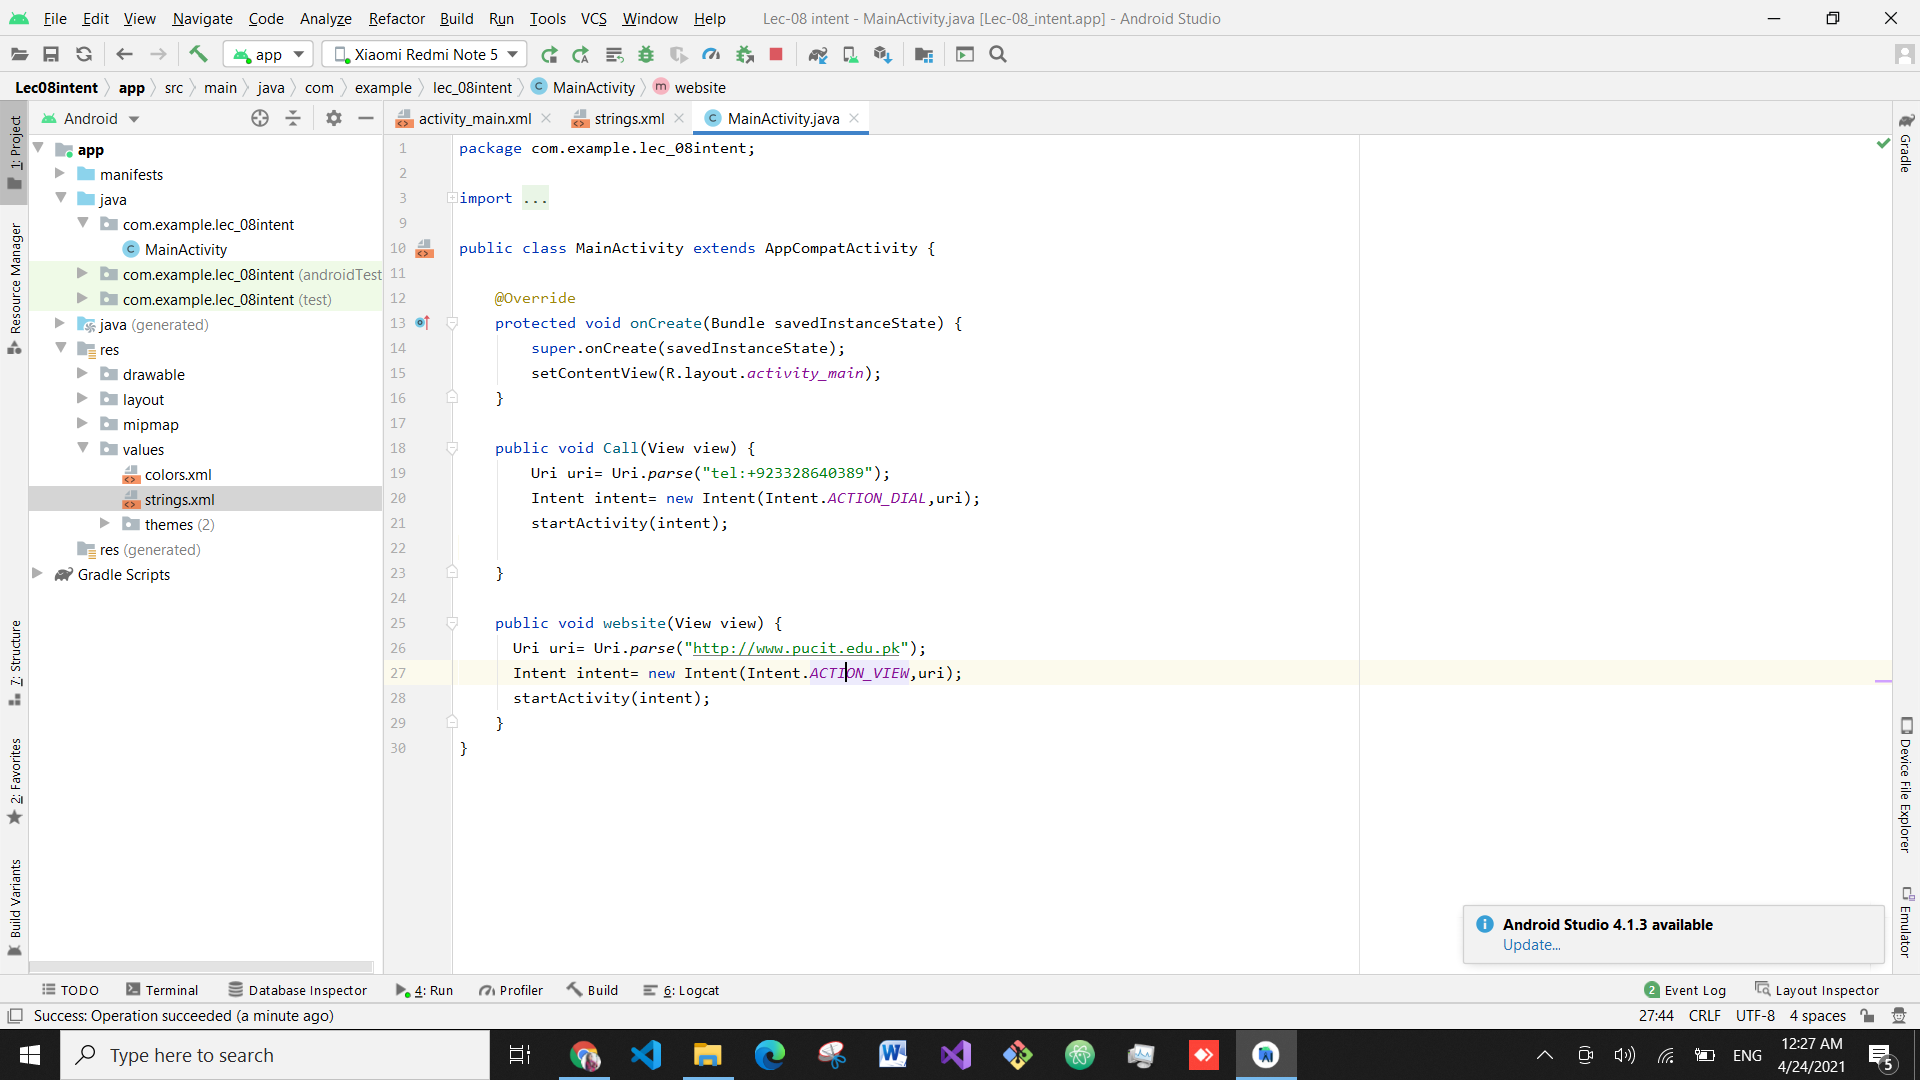 File Edit View Navigate Code Analyze Refactor Build Run Tools VCS Window Help Lec-08 intent - MainActivity.java [Lec-08_intent.app] - Android Studio
app Xiaomi Redmi Note 5
Lec08intent app src main java com example lec_08intent MainActivity website
Android
activity_main.xml strings.xml MainActivity.java
1: Project
Resource Manager
7: Structure
2: Favorites
Build Variants
app
manifests
java
com.example.lec_08intent
MainActivity
com.example.lec_08intent (androidTest
com.example.lec_08intent (test)
java (generated)
res
drawable
layout
mipmap
values
colors.xml
strings.xml
themes (2)
res (generated)
Gradle Scripts
1 package com.example.lec_08intent;
2
3 import ...
9
10 public class MainActivity extends AppCompatActivity {
11
12 @Override
13 protected void onCreate(Bundle savedInstanceState) {
14 super.onCreate(savedInstanceState);
15 setContentView(R.layout.activity_main);
16 }
17
18 public void Call(View view) {
19 Uri uri= Uri.parse("tel:+923328640389");
20 Intent intent= new Intent(Intent.ACTION_DIAL,uri);
21 startActivity(intent);
22
23 }
24
25 public void website(View view) {
26 Uri uri= Uri.parse("http://www.pucit.edu.pk");
27 Intent intent= new Intent(Intent.ACTION_VIEW,uri);
28 startActivity(intent);
29 }
30 }
Gradle
Device File Explorer
Emulator
Android Studio 4.1.3 available
Update...
TODO Terminal Database Inspector 4: Run Profiler Build 6: Logcat 2 Event Log Layout Inspector
Success: Operation succeeded (a minute ago) 27:44 CRLF UTF-8 4 spaces
Type here to search ENG 12:27 AM
4/24/2021 5